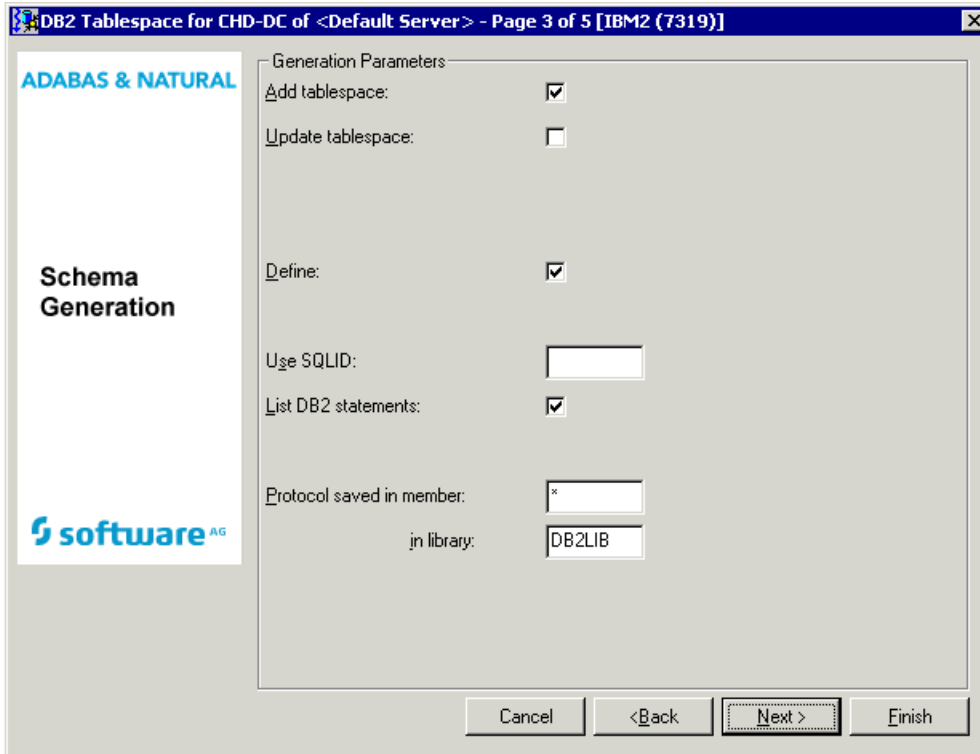 DB2 Tablespace for CHD-DC of <Default Server> - Page 3 of 5 [IBM2 (7319)]
ADABAS & NATURAL
Schema
Generation
software AG
Generation Parameters
Add tablespace:
Update tablespace:
Define:
Use SQLID:
List DB2 statements:
Protocol saved in member: *
in library: DB2LIB
Cancel <Back Next > Finish